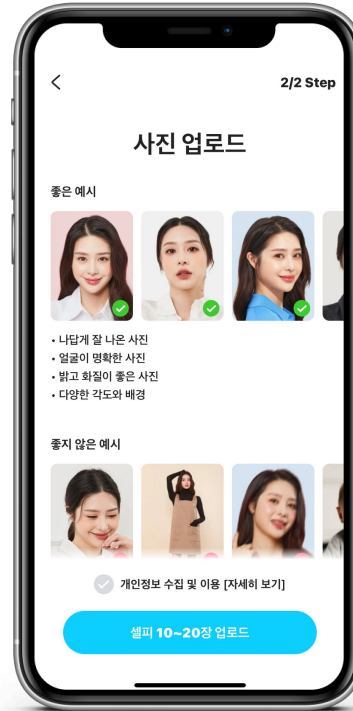 2/2 Step
사진 업로드
좋은 예시
• 나답게 잘 나온 사진
• 얼굴이 명확한 사진
• 밝고 화질이 좋은 사진
• 다양한 각도와 배경
좋지 않은 예시
개인정보 수집 및 이용 [자세히 보기]
셀피 10~20장 업로드